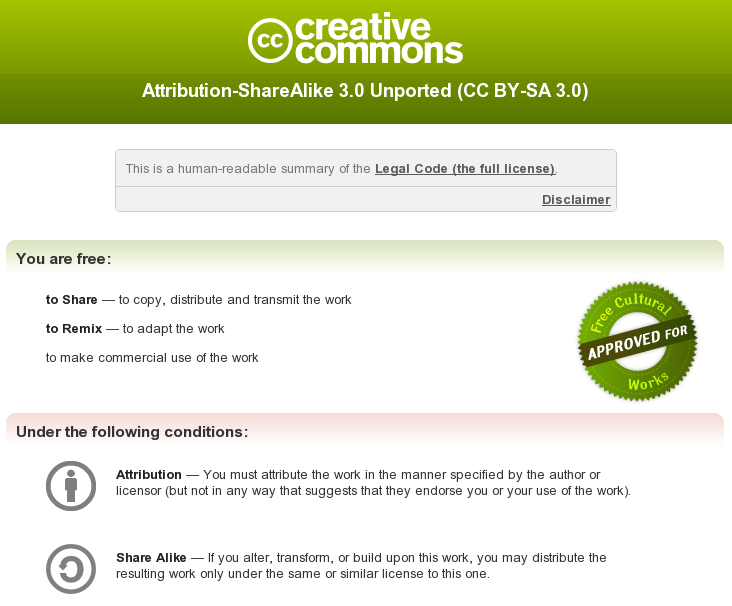 cc creative
commons
Attribution-ShareAlike 3.0 Unported (CC BY-SA 3.0)
This is a human-readable summary of the Legal Code (the full license).
Disclaimer
You are free:
to Share — to copy, distribute and transmit the work
to Remix — to adapt the work
to make commercial use of the work
Free Cultural
APPROVED FOR
Works
Under the following conditions:
Attribution — You must attribute the work in the manner specified by the author or
licensor (but not in any way that suggests that they endorse you or your use of the work).
Share Alike — If you alter, transform, or build upon this work, you may distribute the
resulting work only under the same or similar license to this one.